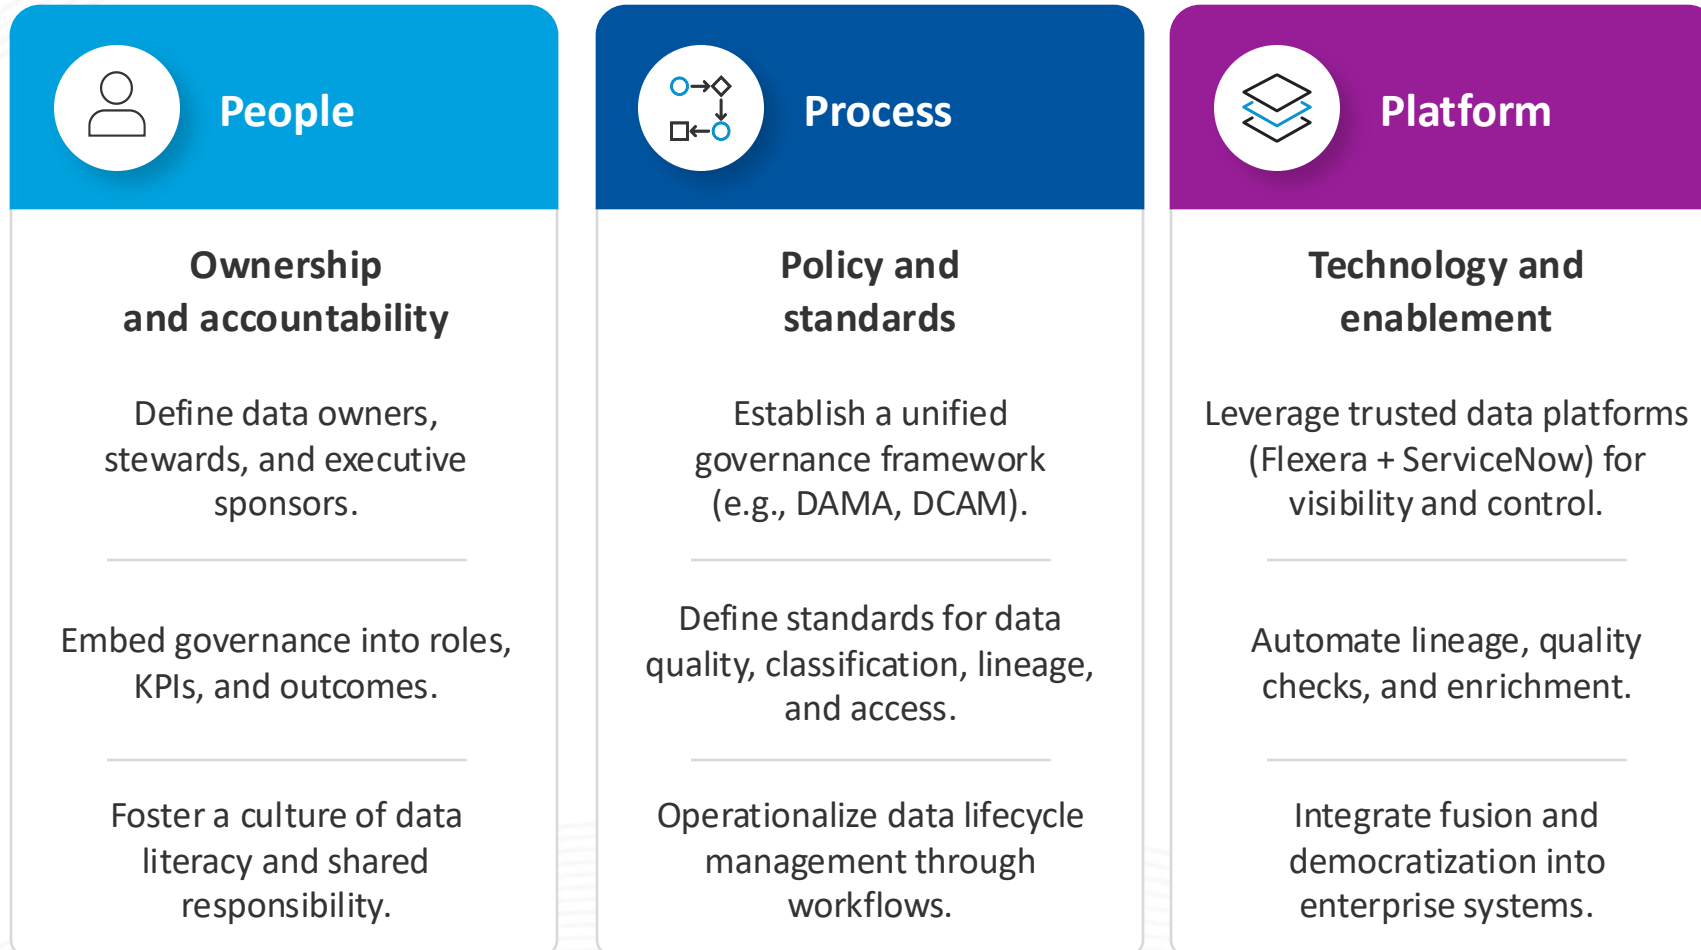 People
Ownership
and accountability
Define data owners,
stewards, and executive
sponsors.
Embed governance into roles,
KPIs, and outcomes.
Foster a culture of data
literacy and shared
responsibility.
Process
Policy and
standards
Establish a unified
governance framework
(e.g., DAMA, DCAM).
Define standards for data
quality, classification, lineage,
and access.
Operationalize data lifecycle
management through
workflows.
Platform
Technology and
enablement
Leverage trusted data platforms
(Flexera + ServiceNow) for
visibility and control.
Automate lineage, quality
checks, and enrichment.
Integrate fusion and
democratization into
enterprise systems.